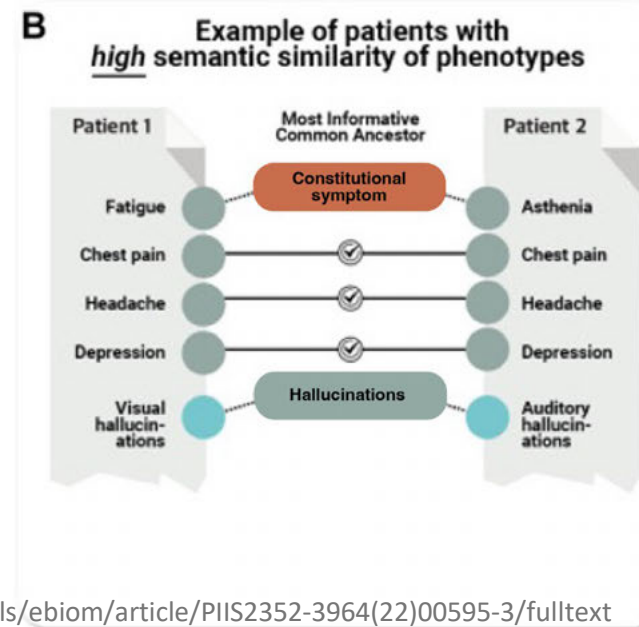 B
Example of patients with
high semantic similarity of phenotypes
Patient 1
Most Informative
Common Ancestor
Patient 2
Constitutional
symptom
Fatigue
Asthenia
Chest pain
Chest pain
Headache
Headache
Depression
Depression
Hallucinations
Visual
hallucin-
ations
Auditory
hallucin-
ations
ls/ebiom/article/PIIS2352-3964(22)00595-3/fulltext